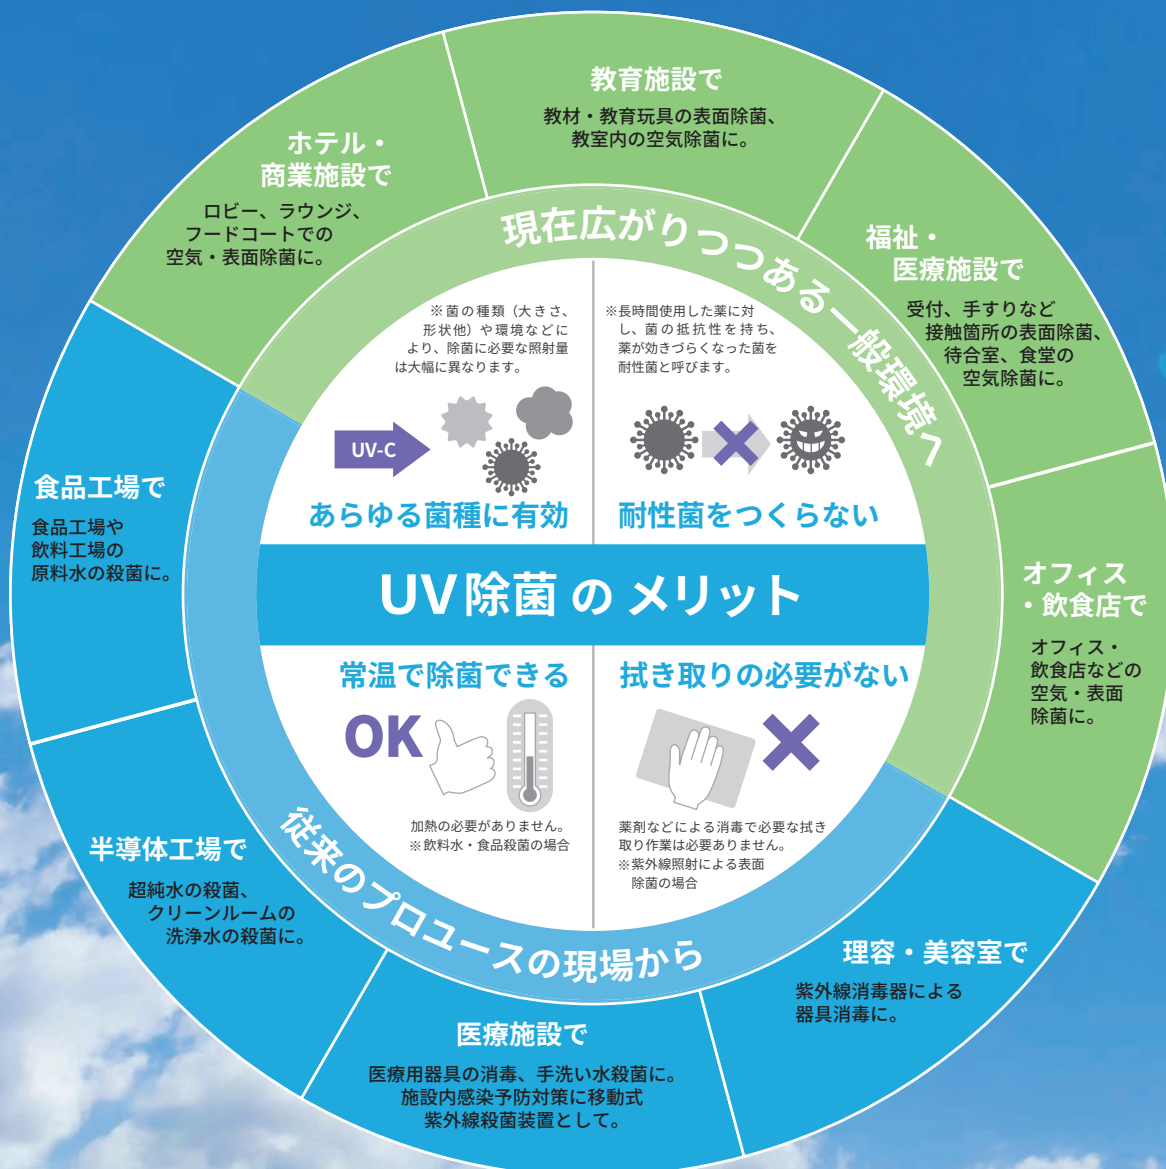 教育施設で
教材・教育玩具の表面除菌、
教室内の空気除菌に。
ホテル・
商業施設で
ロビー、ラウンジ、
フードコートでの
空気・表面除菌に。
福祉・
医療施設で
受付、手すりなど
接触箇所の表面除菌、
待合室、食堂の
空気除菌に。
現在広がりつつある一般環境へ
※菌の種類（大きさ、
形状他）や環境などに
より、除菌に必要な照射量
は大幅に異なります。
UV-C
あらゆる菌種に有効
※長時間使用した薬に対
し、菌の抵抗性を持ち、
薬が効きづらくなった菌を
耐性菌と呼びます。
耐性菌をつくらない
食品工場で
食品工場や
飲料工場の
原料水の殺菌に。
UV除菌 の メリット
オフィス
・飲食店で
オフィス・
飲食店などの
空気・表面
除菌に。
常温で除菌できる
OK
加熱の必要がありません。
※飲料水・食品殺菌の場合
拭き取りの必要がない
薬剤などによる消毒で必要な拭き
取り作業は必要ありません。
※紫外線照射による表面
除菌の場合
従来のプロユースの現場から
半導体工場で
超純水の殺菌、
クリーンルームの
洗浄水の殺菌に。
医療施設で
医療用器具の消毒、手洗い水殺菌に。
施設内感染予防対策に移動式
紫外線殺菌装置として。
理容・美容室で
紫外線消毒器による
器具消毒に。